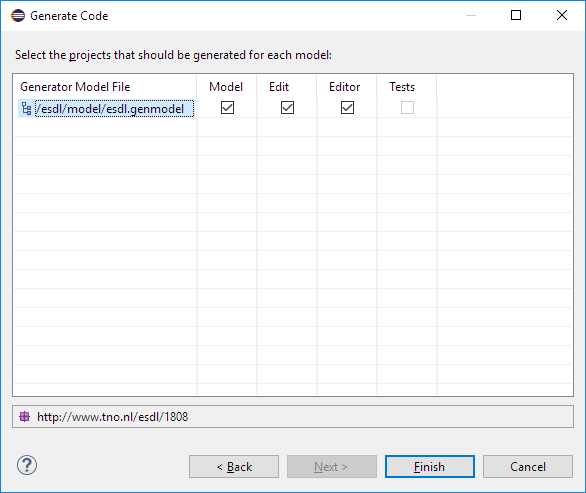 Generate Code
Select the projects that should be generated for each model:
Generator Model File Model Edit Editor Tests
/esdl/model/esdl.genmodel
http://www.tno.nl/esdl/1808
? < Back Next > Finish Cancel